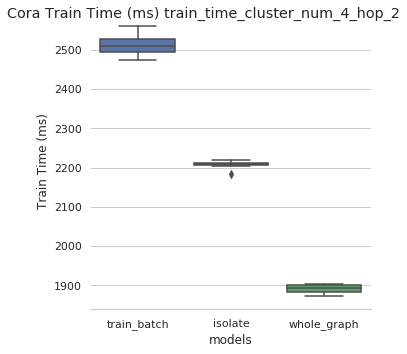 Cora Train Time (ms) train_time_cluster_num_4_hop_2
Train Time (ms)
2500
2400
2300
2200
2100
2000
1900
train_batch isolate whole_graph
models